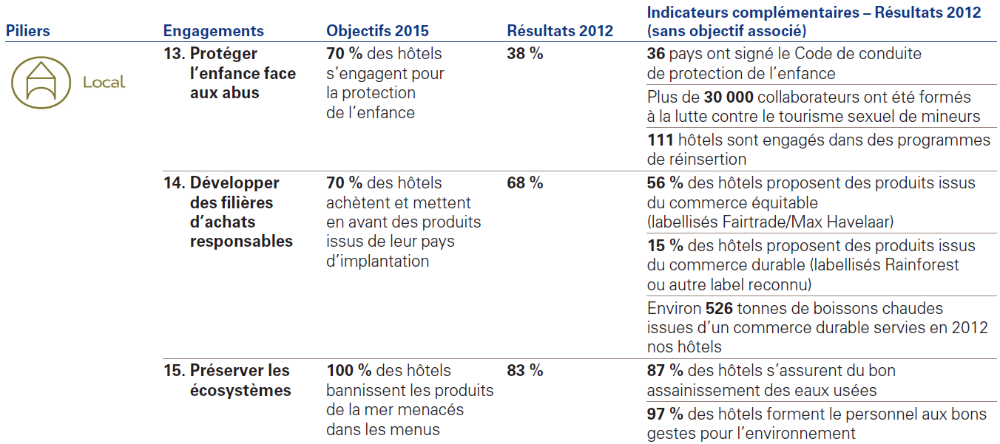 Piliers
Engagements
Objectifs 2015
Résultats 2012
Indicateurs complémentaires – Résultats 2012
(sans objectif associé)
Local
13. Protéger
l’enfance face
aux abus
70 % des hôtels
s’engagent pour
la protection
de l’enfance
38 %
36 pays ont signé le Code de conduite
de protection de l’enfance
Plus de 30 000 collaborateurs ont été formés
à la lutte contre le tourisme sexuel de mineurs
111 hôtels sont engagés dans des programmes
de réinsertion
14. Développer
des filières
d’achats
responsables
70 % des hôtels
achètent et mettent
en avant des produits
issus de leur pays
d’implantation
68 %
56 % des hôtels proposent des produits issus
du commerce équitable
(labellisés Fairtrade/Max Havelaar)
15 % des hôtels proposent des produits issus
du commerce durable (labellisés Rainforest
ou autre label reconnu)
Environ 526 tonnes de boissons chaudes
issues d’un commerce durable servies en 2012
nos hôtels
15. Préserver les
écosystèmes
100 % des hôtels
bannissent les produits
de la mer menacés
dans les menus
83 %
87 % des hôtels s’assurent du bon
assainissement des eaux usées
97 % des hôtels forment le personnel aux bons
gestes pour l’environnement